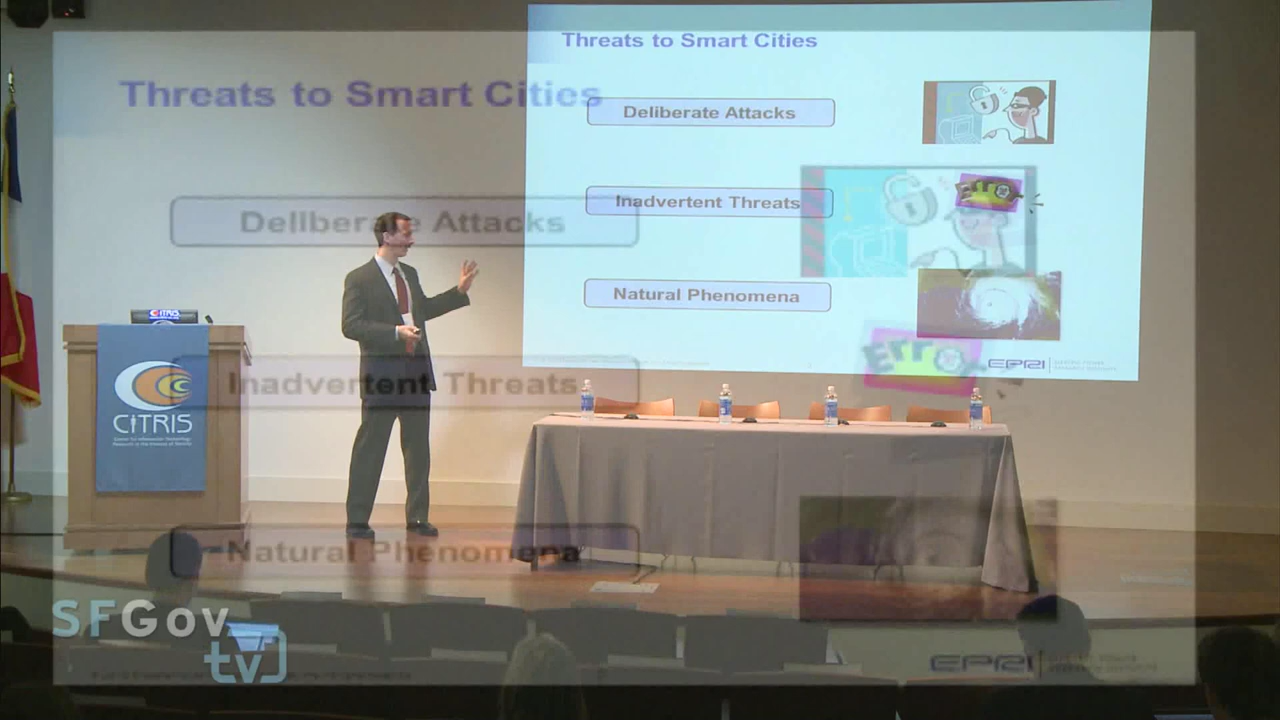 Threats to Smart Cities
Deliberate Attacks
Inadvertent Threats
Error
Natural Phenomena
EPRI
Threats to Smart Cities
Deliberate Attacks
Inadvertent Threats
Error
Natural Phenomena
EPRI
CITRIS
CITRIS
SFGov
tv